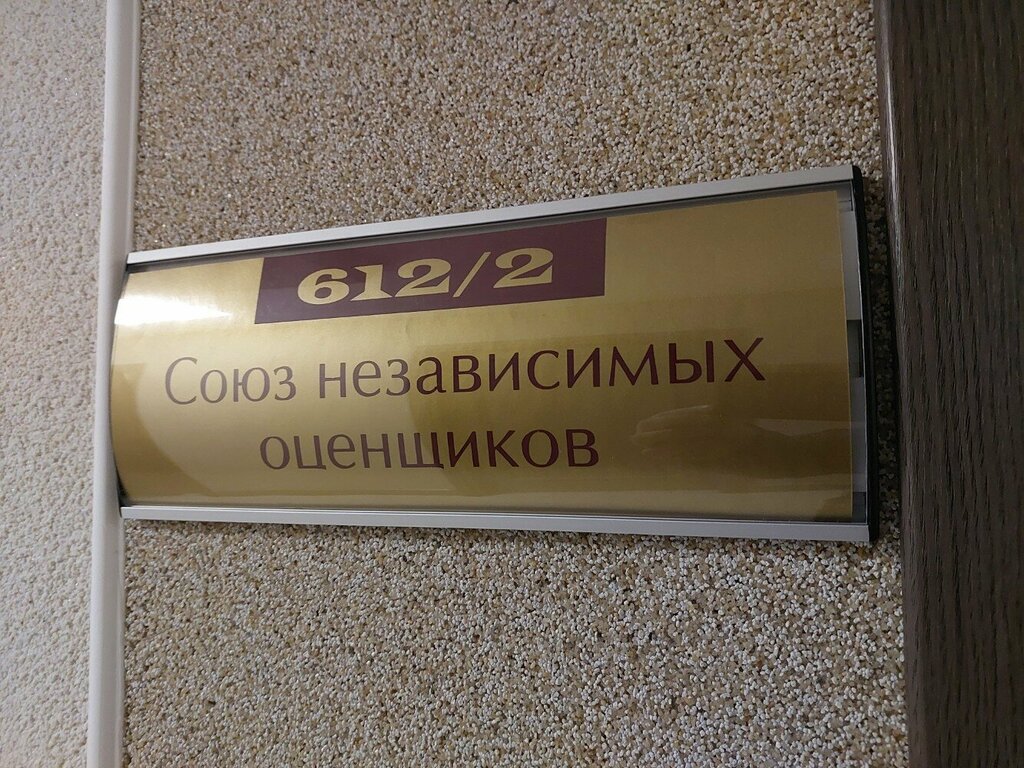 612/2
Союз независимых
оценщиков